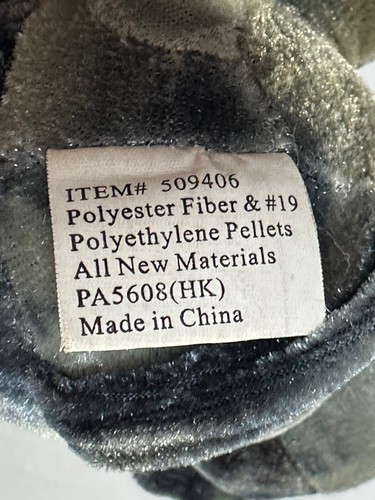 ITEM# 509406
Polyester Fiber & #19
Polyethylene Pellets
All New Materials
PA5608(HK)
Made in China